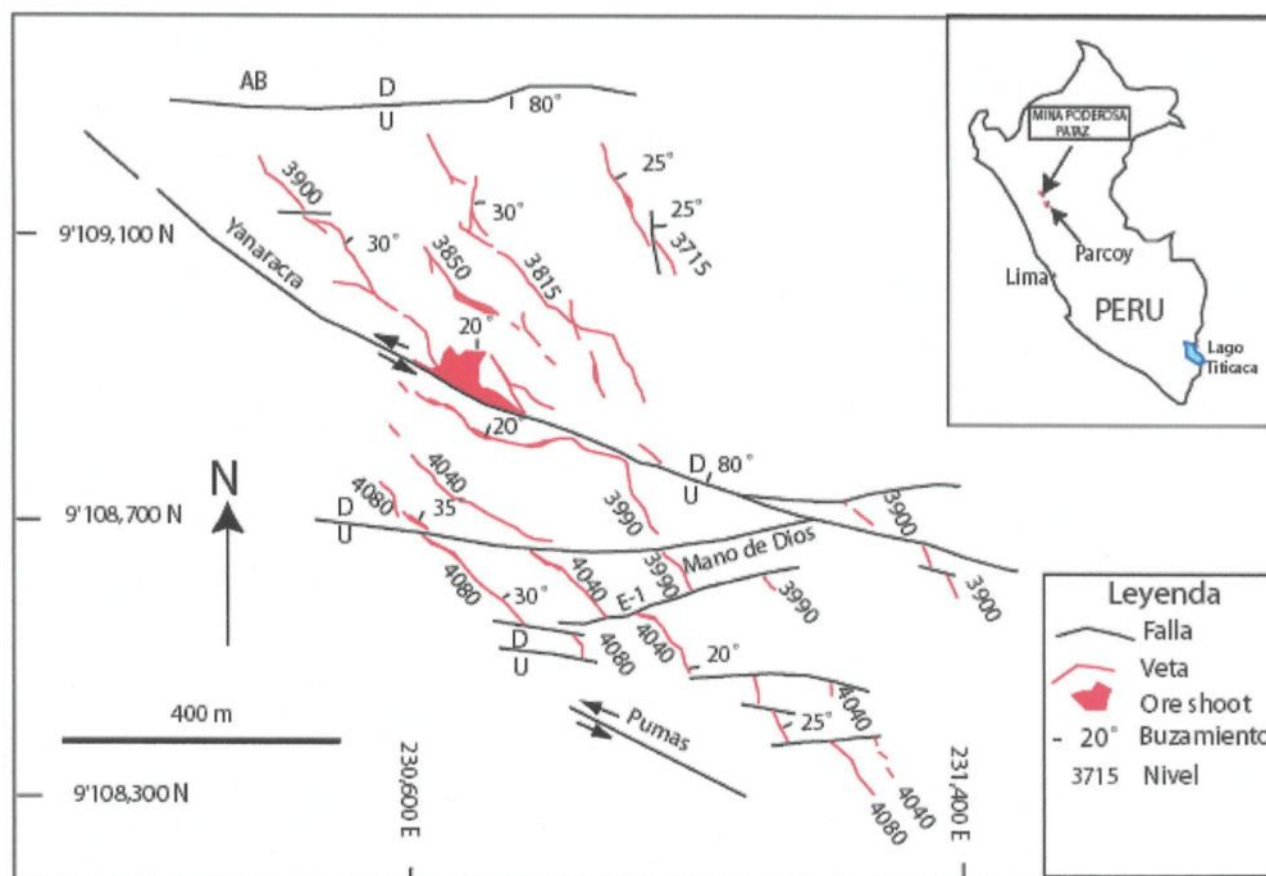 AB
D
U
80°
3900
30°
30°
25°
25°
3715
9'109,100 N
Yanaracra
3850
3815
20°
20°
D
U
80°
N
9'108,700 N
4080
4040
35°
D
U
3990
3900
Mano de Dios
3990
4040
4080
30°
E-1
3990
3900
D
U
4080
4040
20°
400 m
Pumas
25°
4040
9'108,300 N
230,600 E
4080
4040
231,400 E
MINA PODEROSA
PATAZ
Parcoy
Lima
PERU
Lago
Titicaca
Leyenda
Falla
Veta
Ore shoot
20° Buzamiento
3715 Nivel